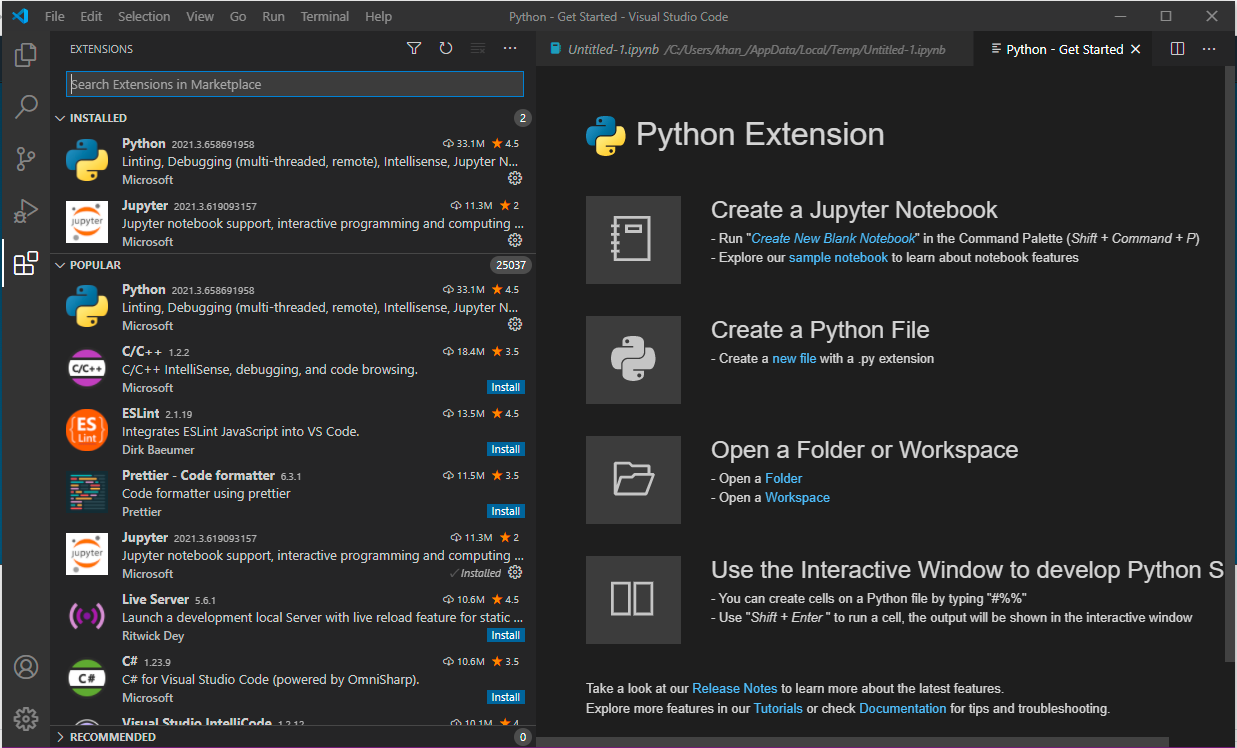 File Edit Selection View Go Run Terminal Help
Python - Get Started - Visual Studio Code
EXTENSIONS
Search Extensions in Marketplace
INSTALLED 2
Python 2021.3.658691958 33.1M 4.5
Linting, Debugging (multi-threaded, remote), Intellisense, Jupyter N...
Microsoft
Jupyter 2021.3.619093157 11.3M 2
Jupyter notebook support, interactive programming and computing ...
Microsoft
POPULAR 25037
Python 2021.3.658691958 33.1M 4.5
Linting, Debugging (multi-threaded, remote), Intellisense, Jupyter N...
Microsoft
C/C++
C/C++ 1.2.2 18.4M 3.5
C/C++ IntelliSense, debugging, and code browsing.
Microsoft Install
ES
Lint
ESLint 2.1.19 13.5M 4.5
Integrates ESLint JavaScript into VS Code.
Dirk Baeumer Install
Prettier - Code formatter 6.3.1 11.5M 3.5
Code formatter using prettier
Prettier Install
jupyter
Jupyter 2021.3.619093157 11.3M 2
Jupyter notebook support, interactive programming and computing ...
Microsoft Installed
Live Server 5.6.1 10.6M 4.5
Launch a development local Server with live reload feature for static ...
Ritwick Dey Install
C#
C# 1.23.9 10.6M 3.5
C# for Visual Studio Code (powered by OmniSharp).
Microsoft Install
Visual Studio IntelliCode 1.2.12 10.1M 4
RECOMMENDED 0
Untitled-1.ipynb /C:/Users/khan_/AppData/Local/Temp/Untitled-1.ipynb
Python - Get Started
Python Extension
Create a Jupyter Notebook
- Run "Create New Blank Notebook" in the Command Palette (Shift + Command + P)
- Explore our sample notebook to learn about notebook features
Create a Python File
- Create a new file with a .py extension
Open a Folder or Workspace
- Open a Folder
- Open a Workspace
Use the Interactive Window to develop Python S
- You can create cells on a Python file by typing "#%%"
- Use "Shift + Enter " to run a cell, the output will be shown in the interactive window
Take a look at our Release Notes to learn more about the latest features.
Explore more features in our Tutorials or check Documentation for tips and troubleshooting.